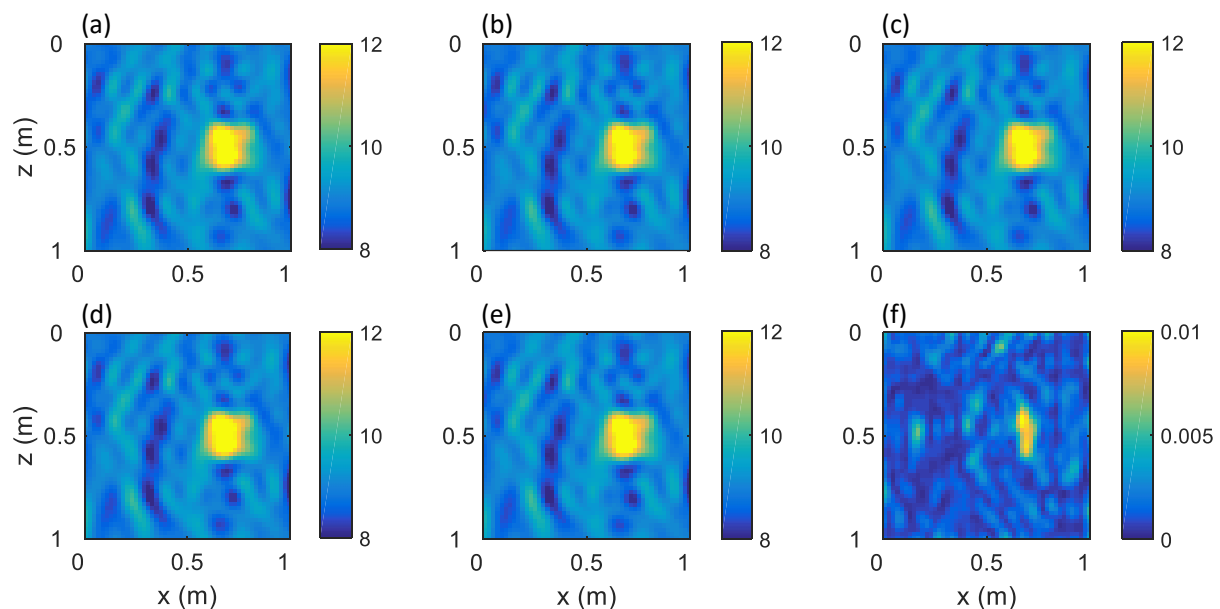 (a) (b) (c)
0 12 0 12 0 12
z (m) 0.5 10 0.5 10 0.5 10
1 8 1 8 1 8
0 0.5 1 0 0.5 1 0 0.5 1
(d) (e) (f)
0 12 0 12 0 0.01
z (m) 0.5 10 0.5 10 0.5 0.005
1 8 1 8 1 0
0 0.5 1 0 0.5 1 0 0.5 1
x (m) x (m) x (m)